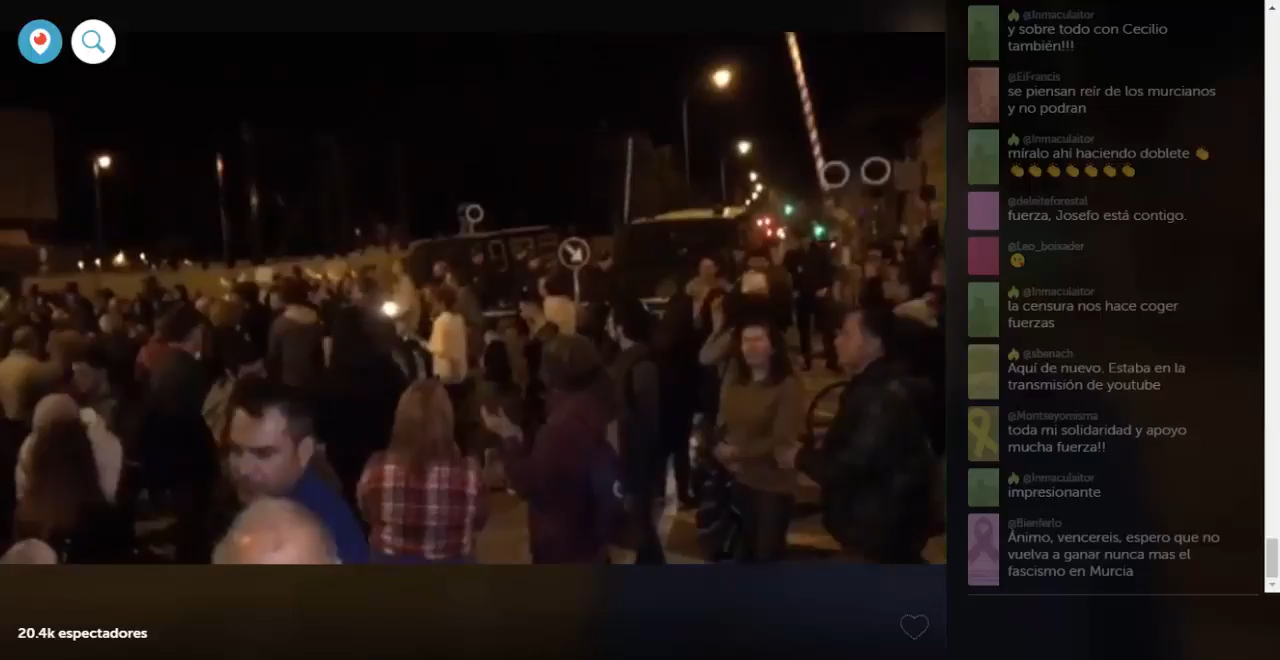 @Inmaculaitor
y sobre todo con Cecilio
también!!!
@EiFrancis
se piensan reír de los murcianos
y no podran
@Inmaculaitor
míralo ahí haciendo doblete 👏
👏👏👏👏👏👏👏
@deleiteforestal
fuerza, Josefo está contigo.
@Leo_boixader
😘
@Inmaculaitor
la censura nos hace coger
fuerzas
@sbenach
Aquí de nuevo. Estaba en la
transmisión de youtube
@Montseyomisma
toda mi solidaridad y apoyo
mucha fuerza!!
@Inmaculaitor
impresionante
@Bienferlo
Ánimo, vencereis, espero que no
vuelva a ganar nunca mas el
fascismo en Murcia
20.4k espectadores